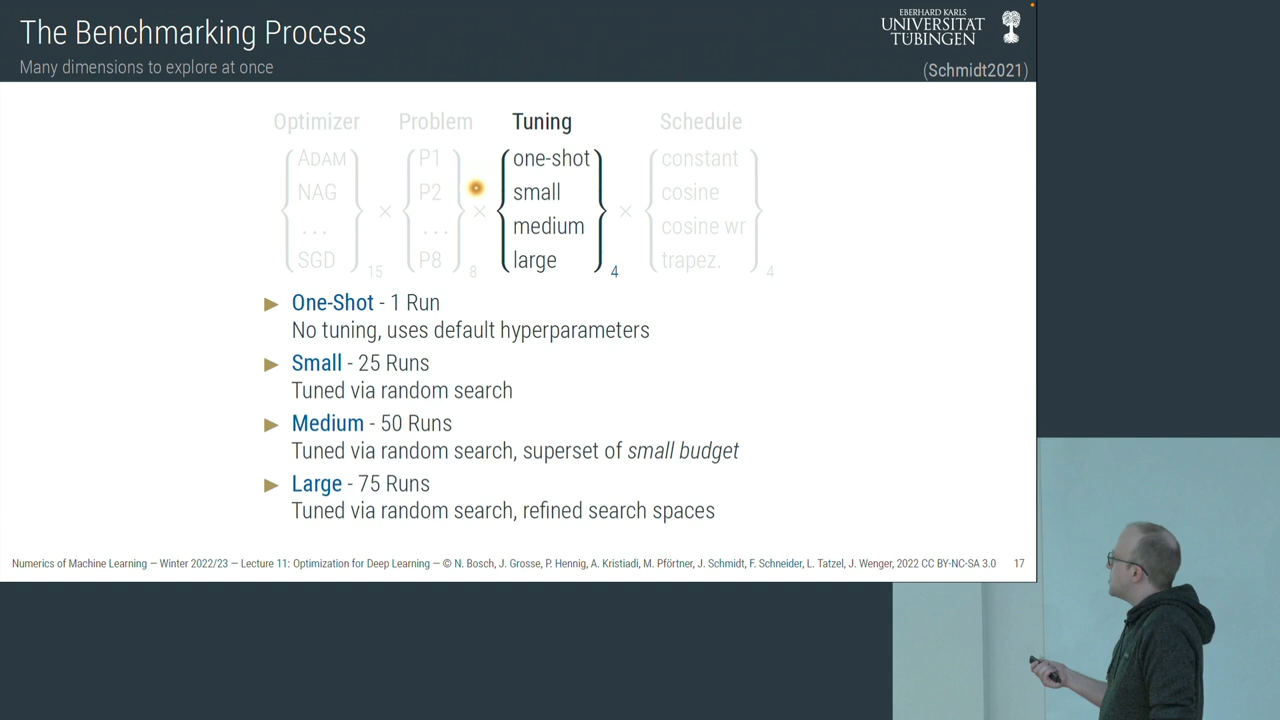 The Benchmarking Process
Many dimensions to explore at once
EBERHARD KARLS
UNIVERSITÄT
TÜBINGEN
(Schmidt2021)
Optimizer Problem Tuning Schedule
ADAM P1 one-shot constant
NAG × P2 × small × cosine
... ... medium cosine wr
SGD P8 large trapez.
15 8 4 4
► One-Shot - 1 Run
No tuning, uses default hyperparameters
► Small - 25 Runs
Tuned via random search
► Medium - 50 Runs
Tuned via random search, superset of small budget
► Large - 75 Runs
Tuned via random search, refined search spaces
Numerics of Machine Learning — Winter 2022/23 — Lecture 11: Optimization for Deep Learning — © N. Bosch, J. Grosse, P. Hennig, A. Kristiadi, M. Pförtner, J. Schmidt, F. Schneider, L. Tatzel, J. Wenger, 2022 CC BY-NC-SA 3.0 17